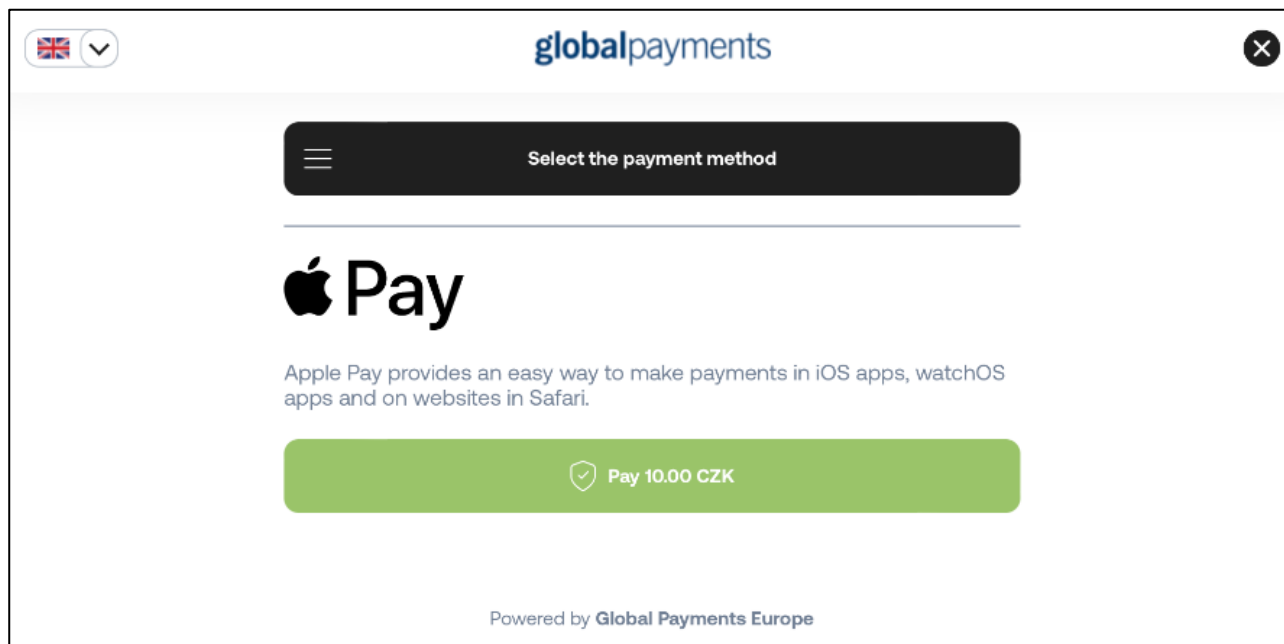 globalpayments
Select the payment method
Pay
Apple Pay provides an easy way to make payments in iOS apps, watchOS
apps and on websites in Safari.
Pay 10.00 CZK
Powered by Global Payments Europe